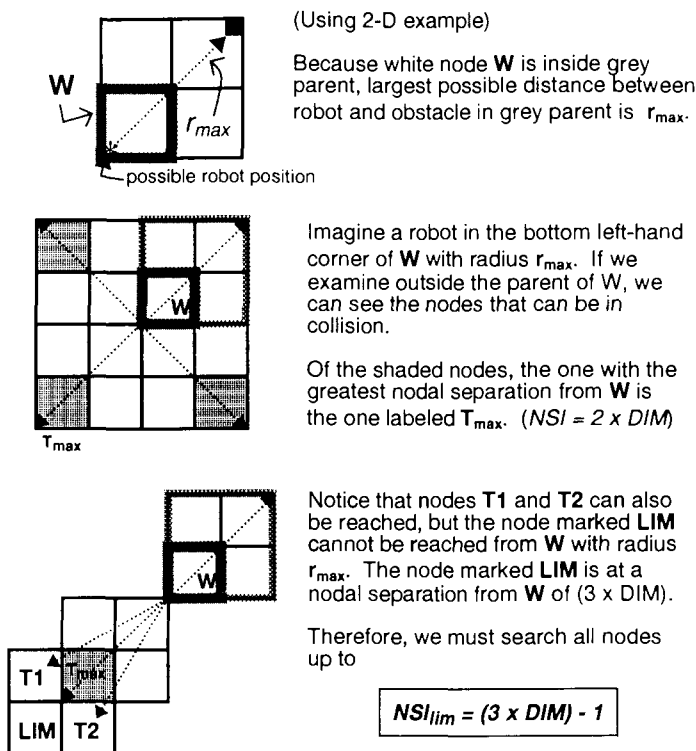 (Using 2-D example)
Because white node W is inside grey
parent, largest possible distance between
robot and obstacle in grey parent is rmax.
W
rmax
possible robot position
Imagine a robot in the bottom left-hand
corner of W with radius rmax. If we
examine outside the parent of W, we
can see the nodes that can be in
collision.
Of the shaded nodes, the one with the
greatest nodal separation from W is
the one labeled Tmax. (NSI = 2 x DIM)
W
Tmax
Notice that nodes T1 and T2 can also
be reached, but the node marked LIM
cannot be reached from W with radius
rmax. The node marked LIM is at a
nodal separation from W of (3 x DIM).
Therefore, we must search all nodes
up to
NSIlim = (3 x DIM) - 1
W
T1
Tmax
LIM
T2